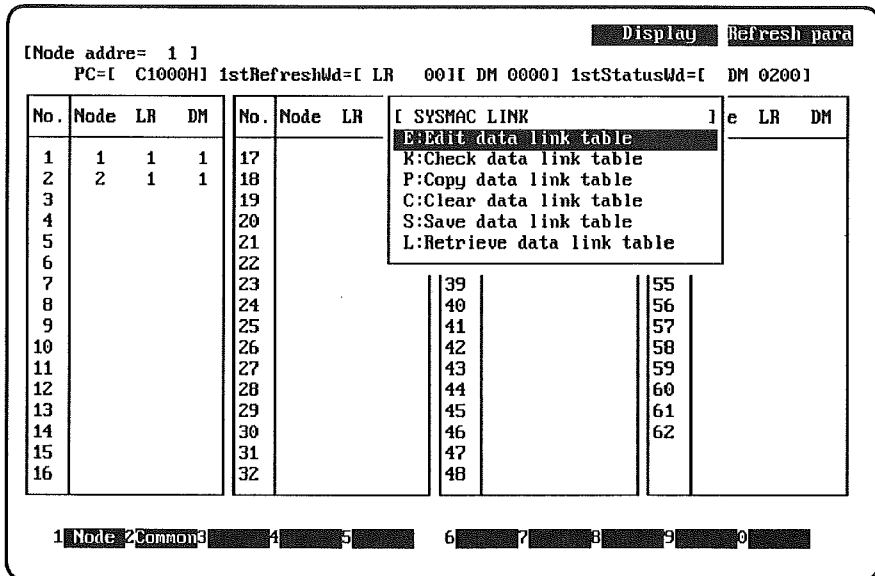 Display Refresh para
[Node addre= 1 ]
PC=[ C1000H] 1stRefreshWd=[ LR 00][ DM 0000] 1stStatusWd=[ DM 0200]
No. Node LR DM No. Node LR [ SYSMAC LINK ] e LR DM
E:Edit data link table
1 1 1 1 17 K:Check data link table
2 2 1 1 18 P:Copy data link table
3 19 C:Clear data link table
4 20 S:Save data link table
5 21 L:Retrieve data link table
6 22
7 23 39 55
8 24 40 56
9 25 41 57
10 26 42 58
11 27 43 59
12 28 44 60
13 29 45 61
14 30 46 62
15 31 47
16 32 48
1 Node 2 Common 3 4 5 6 7 8 9 0